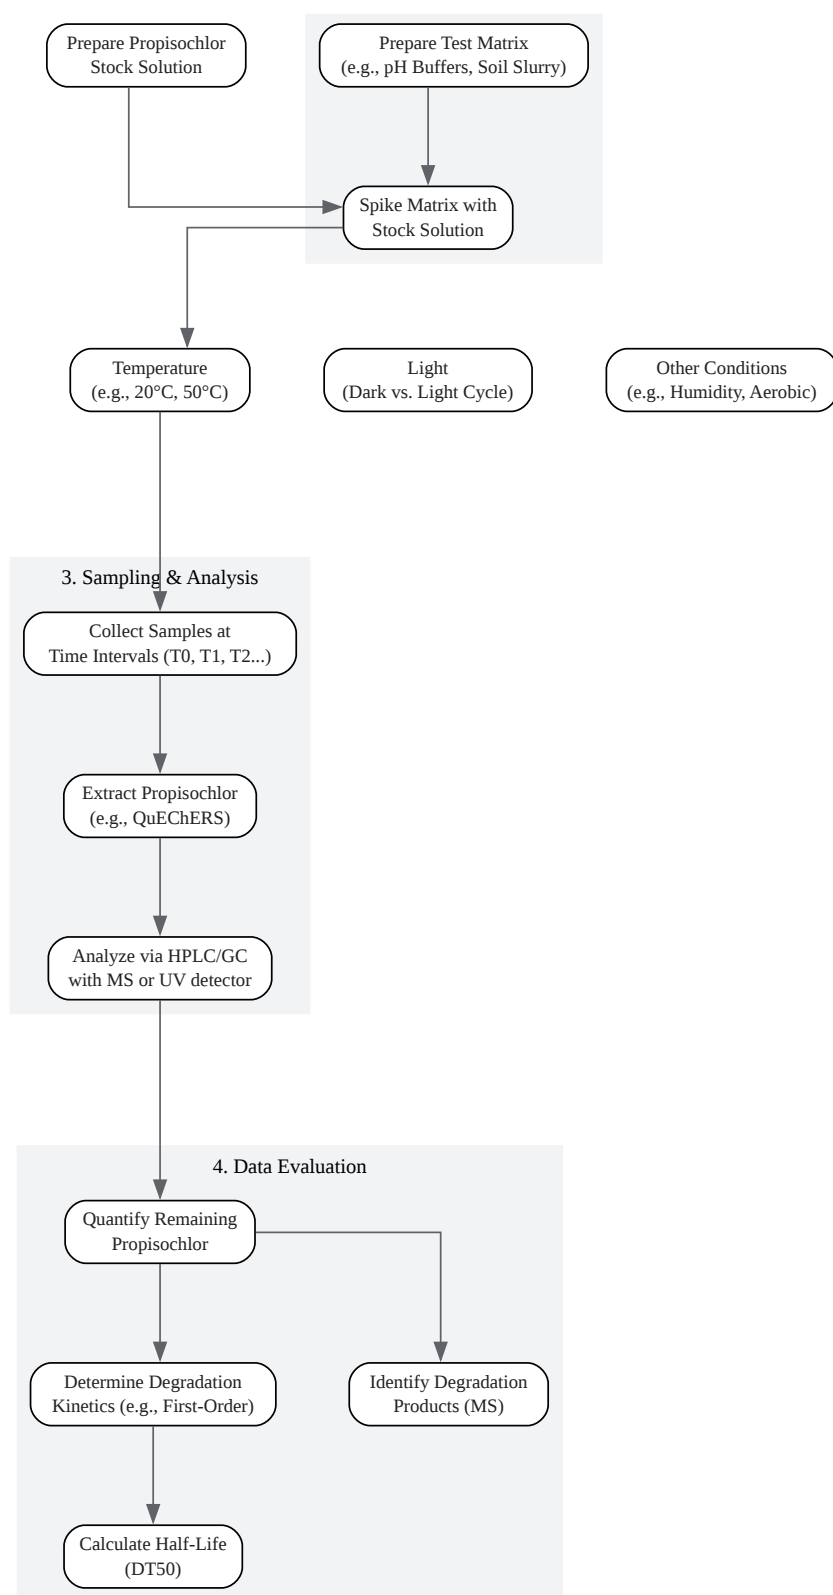 Prepare Propisochlor
Stock Solution
Prepare Test Matrix
(e.g., pH Buffers, Soil Slurry)
Spike Matrix with
Stock Solution
Temperature
(e.g., 20°C, 50°C)
Light
(Dark vs. Light Cycle)
Other Conditions
(e.g., Humidity, Aerobic)
3. Sampling & Analysis
Collect Samples at
Time Intervals (T0, T1, T2...)
Extract Propisochlor
(e.g., QuEChERS)
Analyze via HPLC/GC
with MS or UV detector
4. Data Evaluation
Quantify Remaining
Propisochlor
Determine Degradation
Kinetics (e.g., First-Order)
Identify Degradation
Products (MS)
Calculate Half-Life
(DT50)